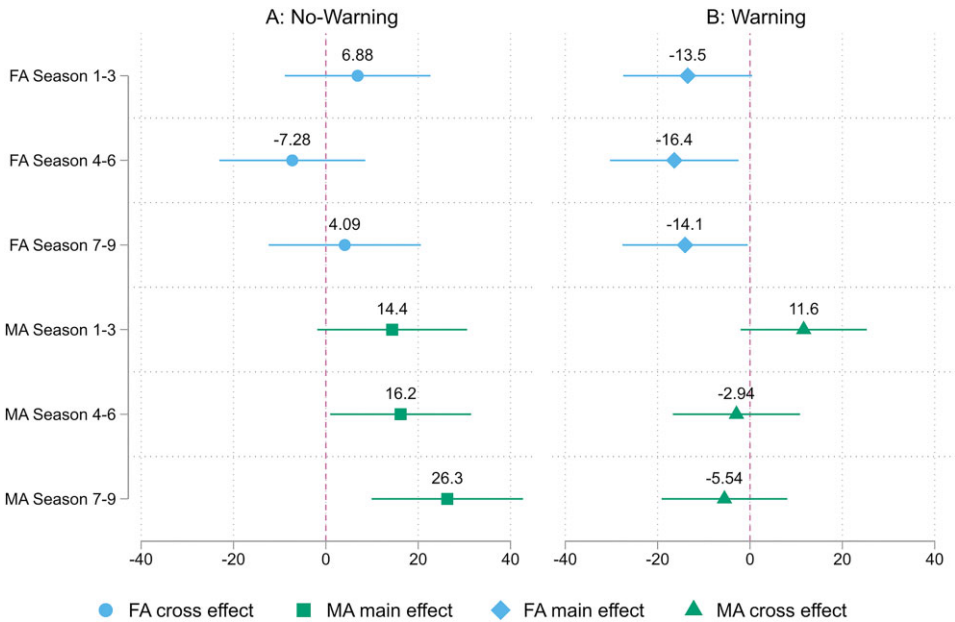 A: No-Warning
B: Warning
FA Season 1-3
6.88
-13.5
FA Season 4-6
-7.28
-16.4
FA Season 7-9
4.09
-14.1
MA Season 1-3
14.4
11.6
MA Season 4-6
16.2
-2.94
MA Season 7-9
26.3
-5.54
-40 -20 0 20 40
-40 -20 0 20 40
FA cross effect MA main effect FA main effect MA cross effect